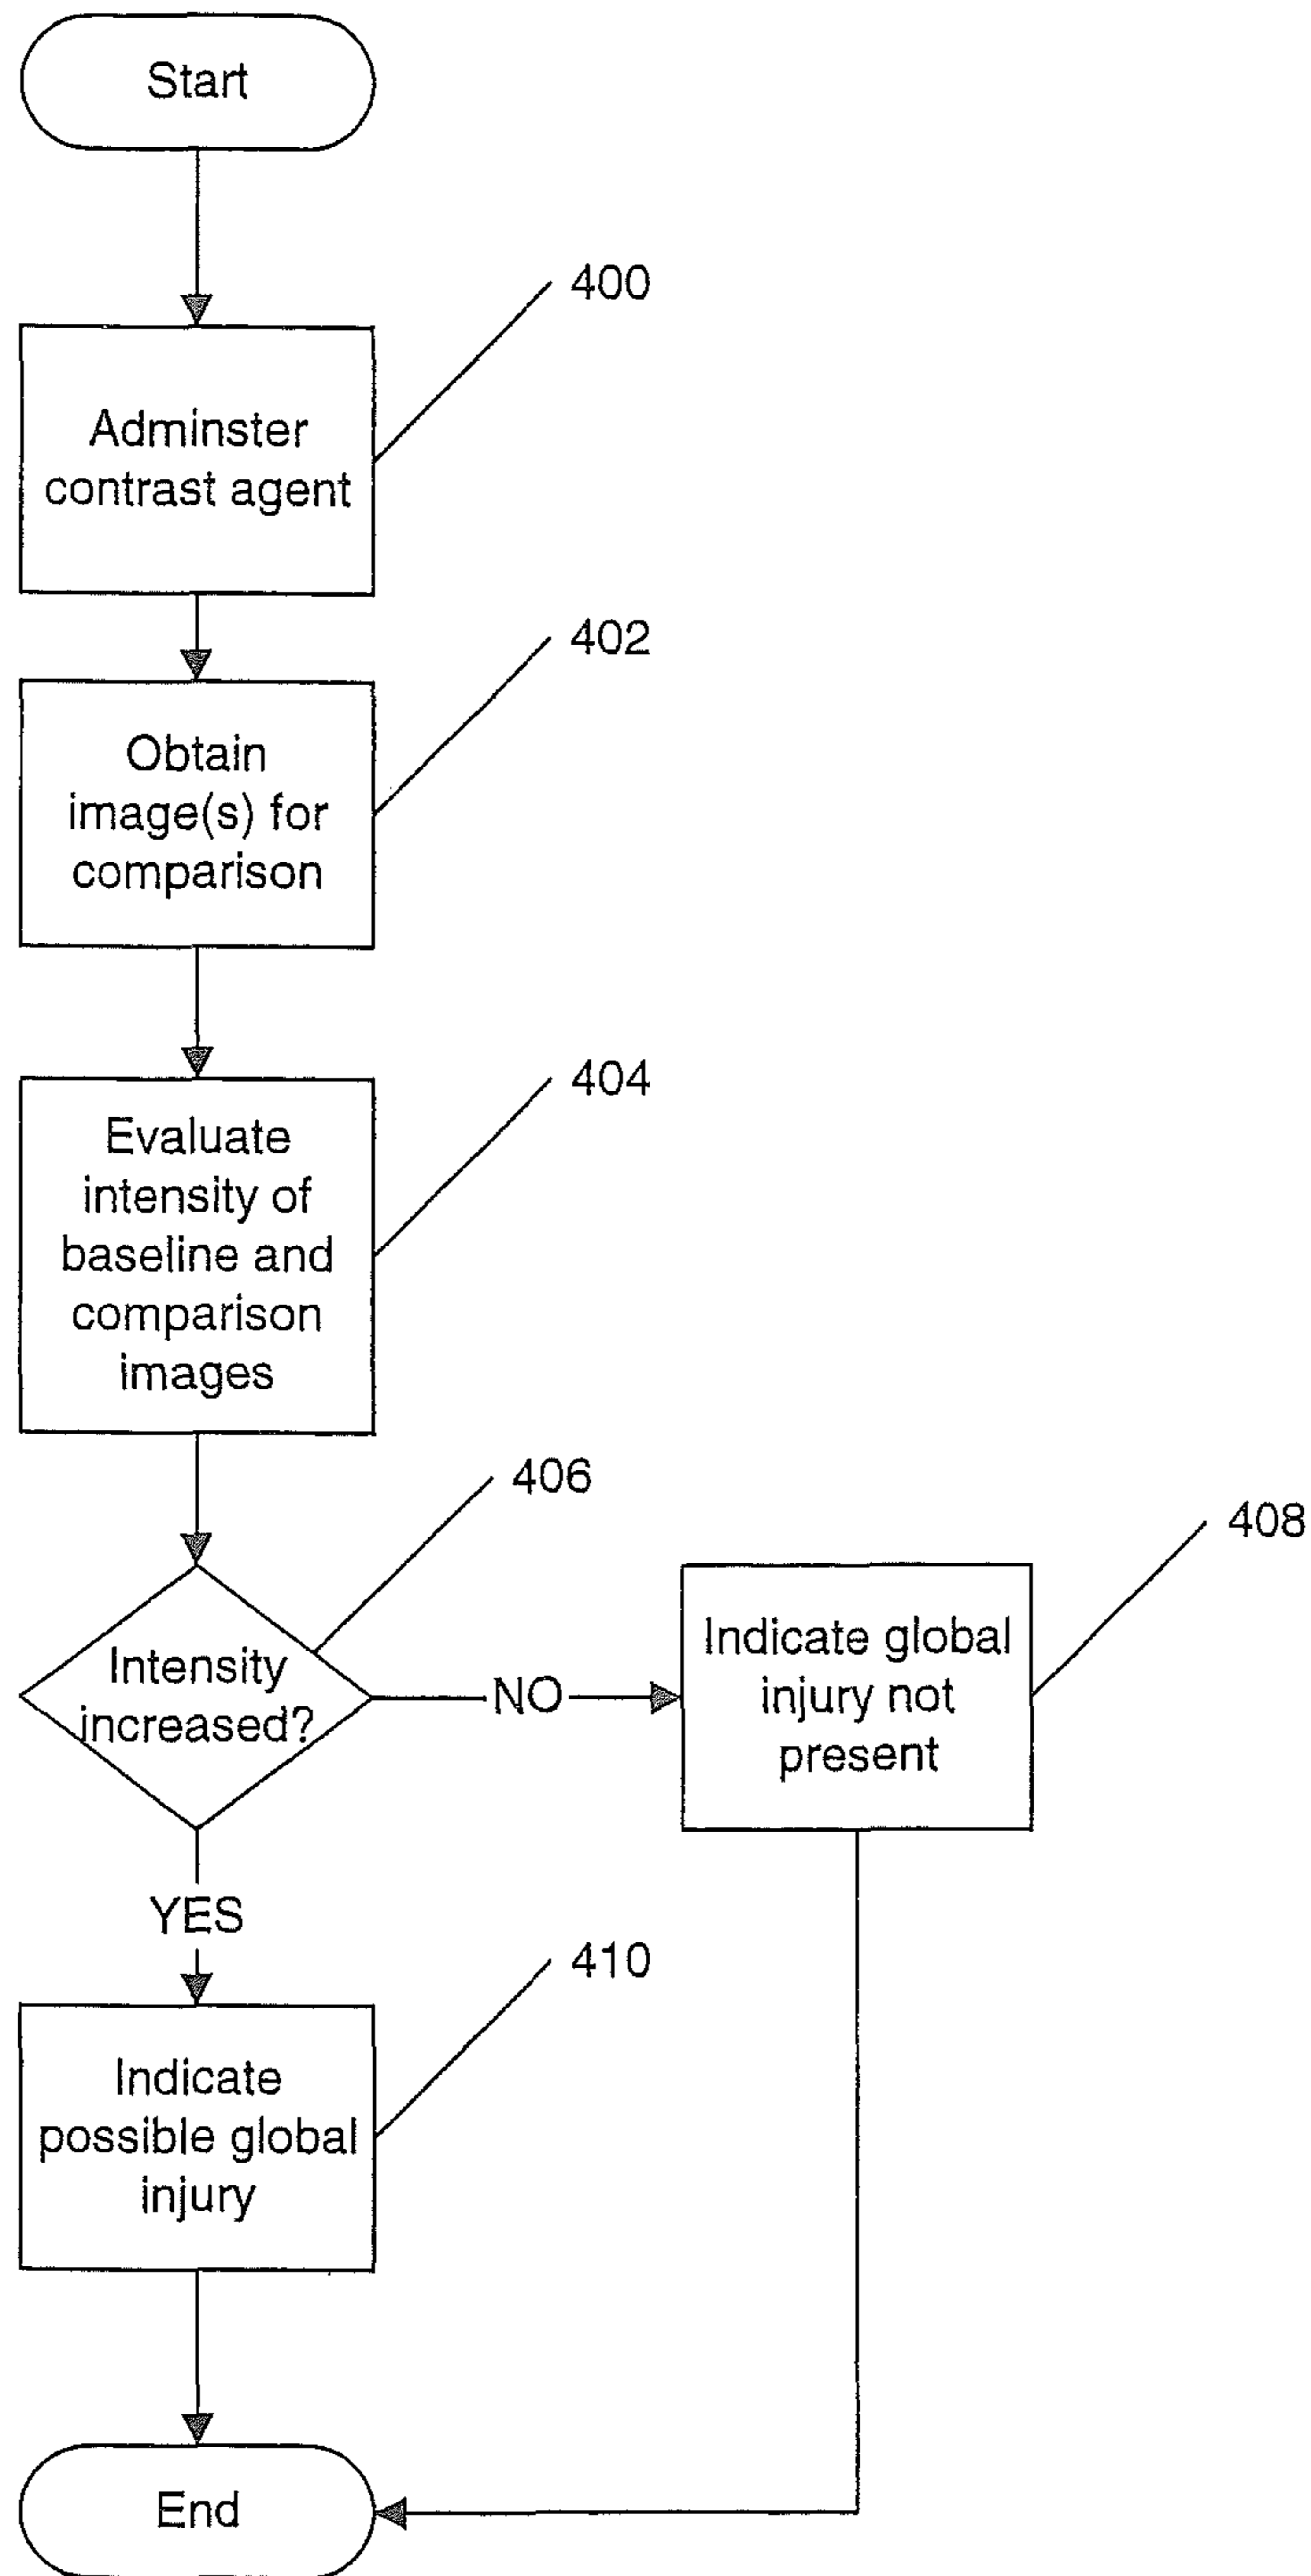 Start
400
Adminster
contrast agent
402
Obtain
image(s) for
comparison
404
Evaluate
intensity of
baseline and
comparison
images
406
Intensity
increased?
NO
408
Indicate global
injury not
present
YES
410
Indicate
possible global
injury
End